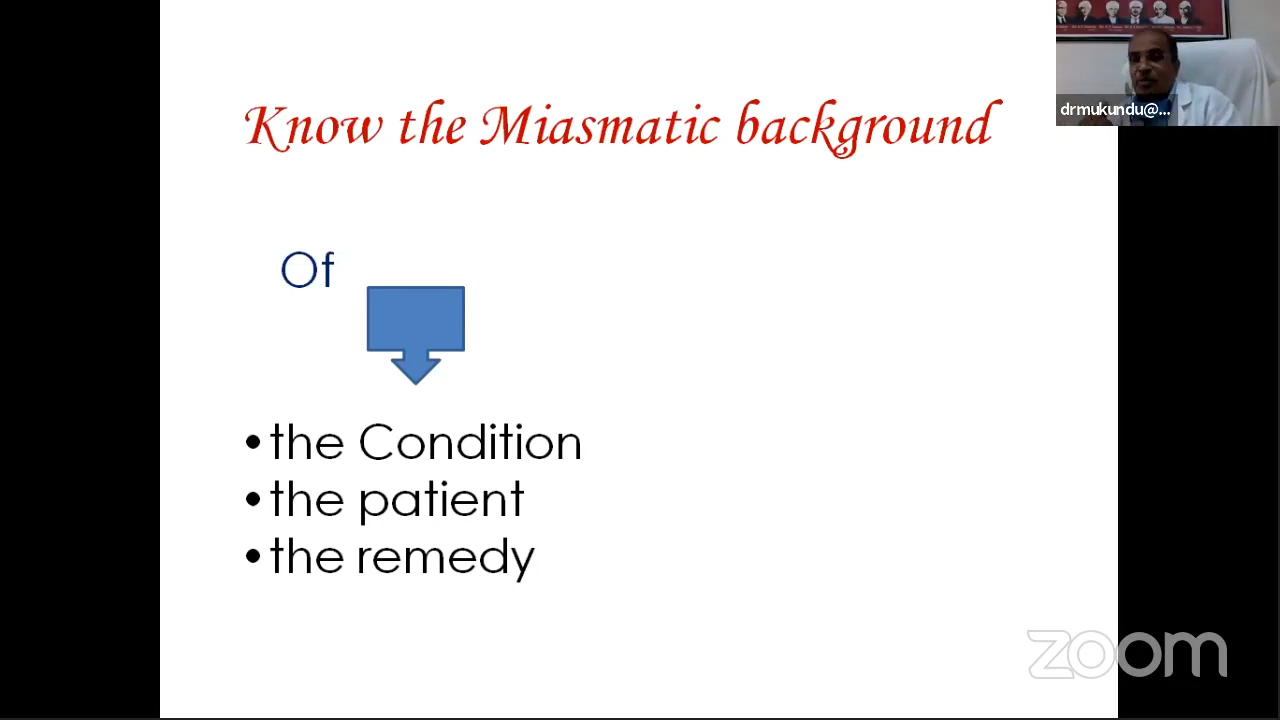 Know the Miasmatic background
drmukundu@...
Of
• the Condition
• the patient
• the remedy
zoom